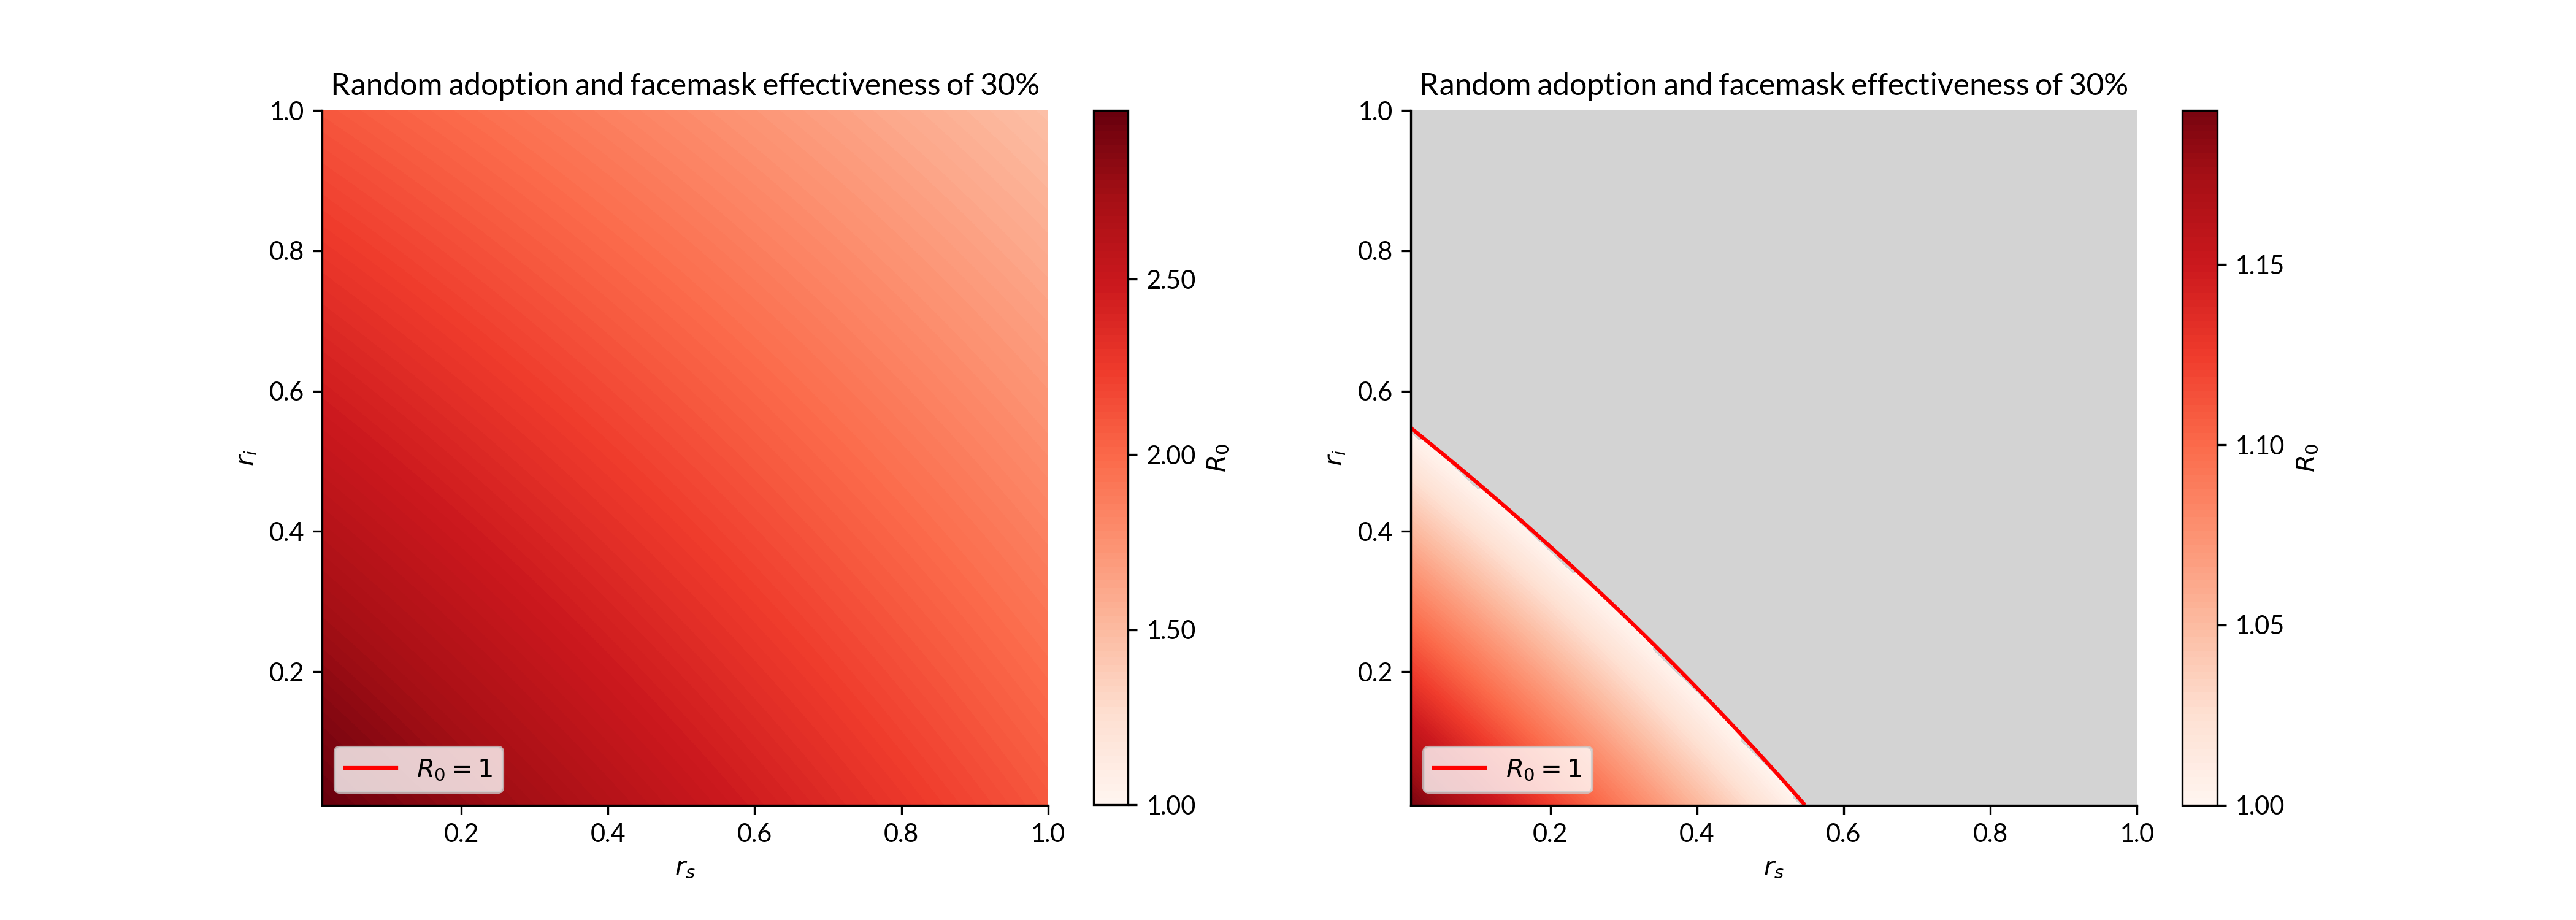 Random adoption and facemask effectiveness of 30%
1.0
0.8
0.6
0.4
0.2
r_i
0.2 0.4 0.6 0.8 1.0
r_s
R_0 = 1
2.50
2.00
1.50
1.00
R_0
Random adoption and facemask effectiveness of 30%
1.0
0.8
0.6
0.4
0.2
r_i
0.2 0.4 0.6 0.8 1.0
r_s
R_0 = 1
1.15
1.10
1.05
1.00
R_0